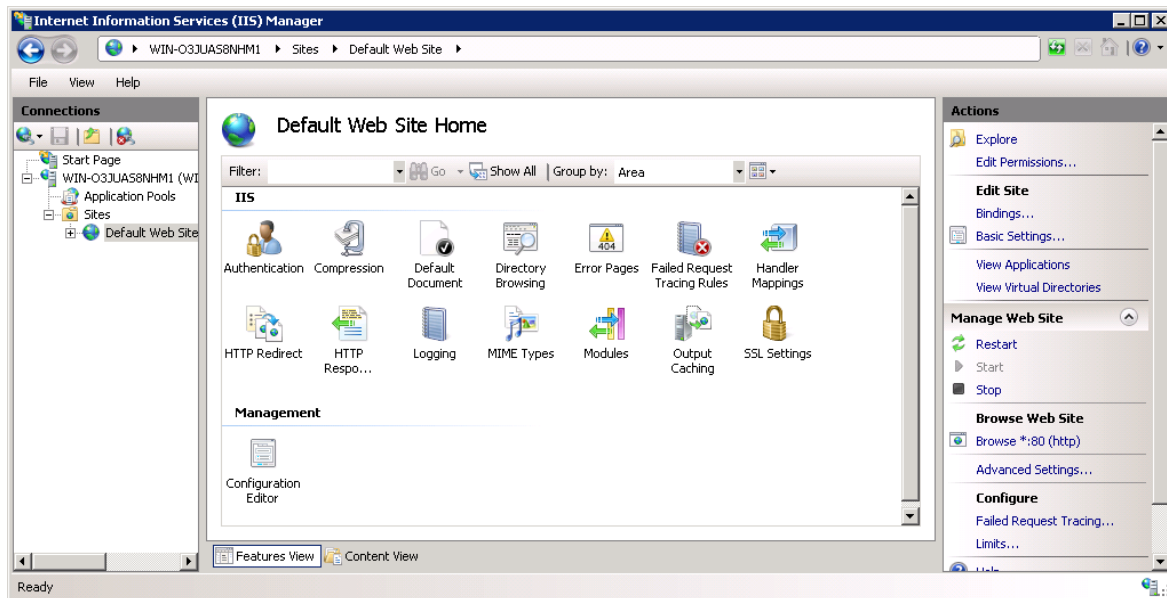 Internet Information Services (IIS) Manager
WIN-O3JUAS8NHM1 Sites Default Web Site
File View Help
Connections
Start Page
WIN-O3JUAS8NHM1 (WI
Application Pools
Sites
Default Web Site
Default Web Site Home
Filter: Go Show All Group by: Area
IIS
Authentication Compression Default Document Directory Browsing Error Pages Failed Request Tracing Rules Handler Mappings
404
HTTP Redirect HTTP Respo... Logging MIME Types Modules Output Caching SSL Settings
Management
Configuration Editor
Features View Content View
Actions
Explore
Edit Permissions...
Edit Site
Bindings...
Basic Settings...
View Applications
View Virtual Directories
Manage Web Site
Restart
Start
Stop
Browse Web Site
Browse *:80 (http)
Advanced Settings...
Configure
Failed Request Tracing...
Limits...
Help
Ready